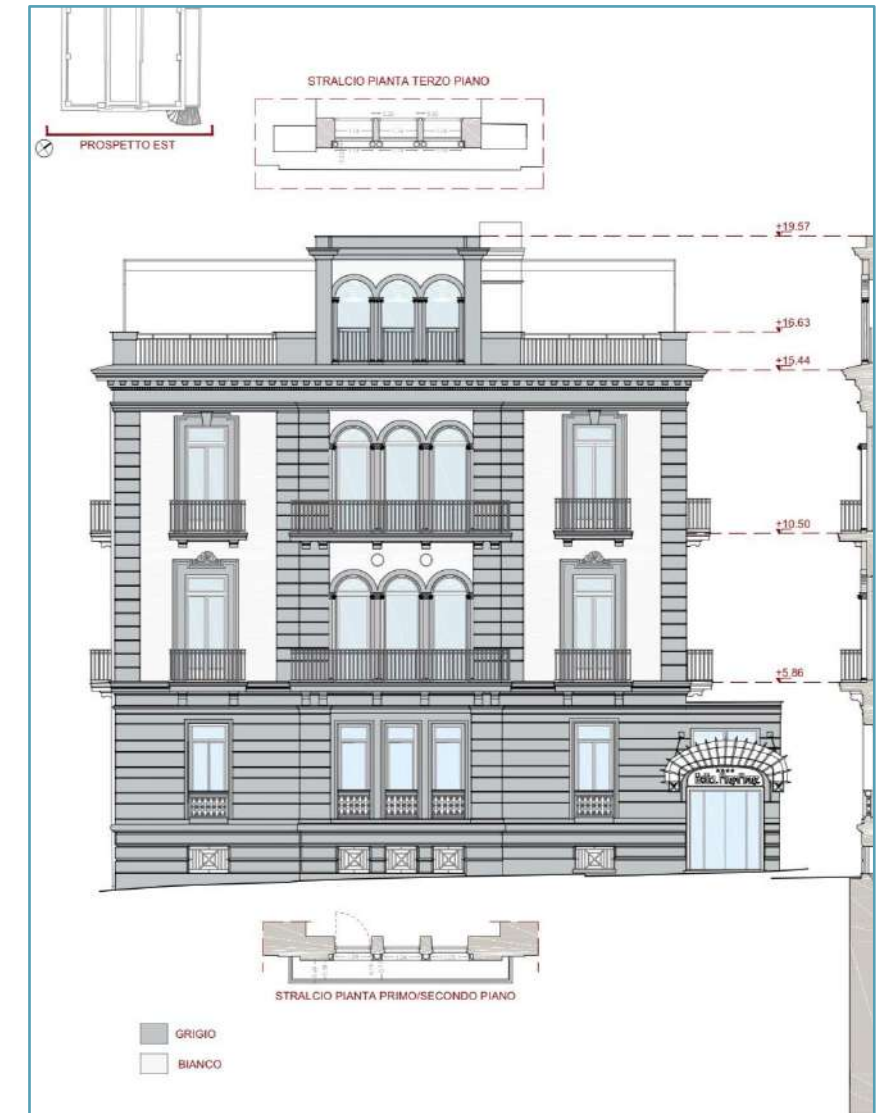 STRALCIO PIANTA TERZO PIANO
PROSPETTO EST
+19.57
+16.63
+15.44
+10.50
+5,86
STRALCIO PIANTA PRIMO/SECONDO PIANO
GRIGIO
BIANCO